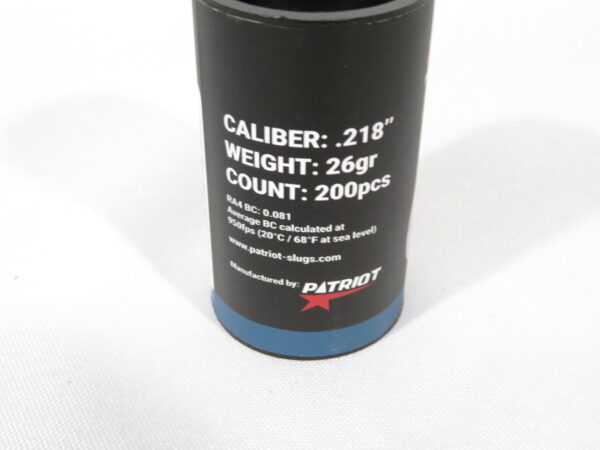 CALIBER: .218"
WEIGHT: 26gr
COUNT: 200pcs
RA4 BC: 0.081
Average BC calculated at
950fps (20°C / 68°F at sea level)
www.patriot-slugs.com
Manufactured by: PATRIOT